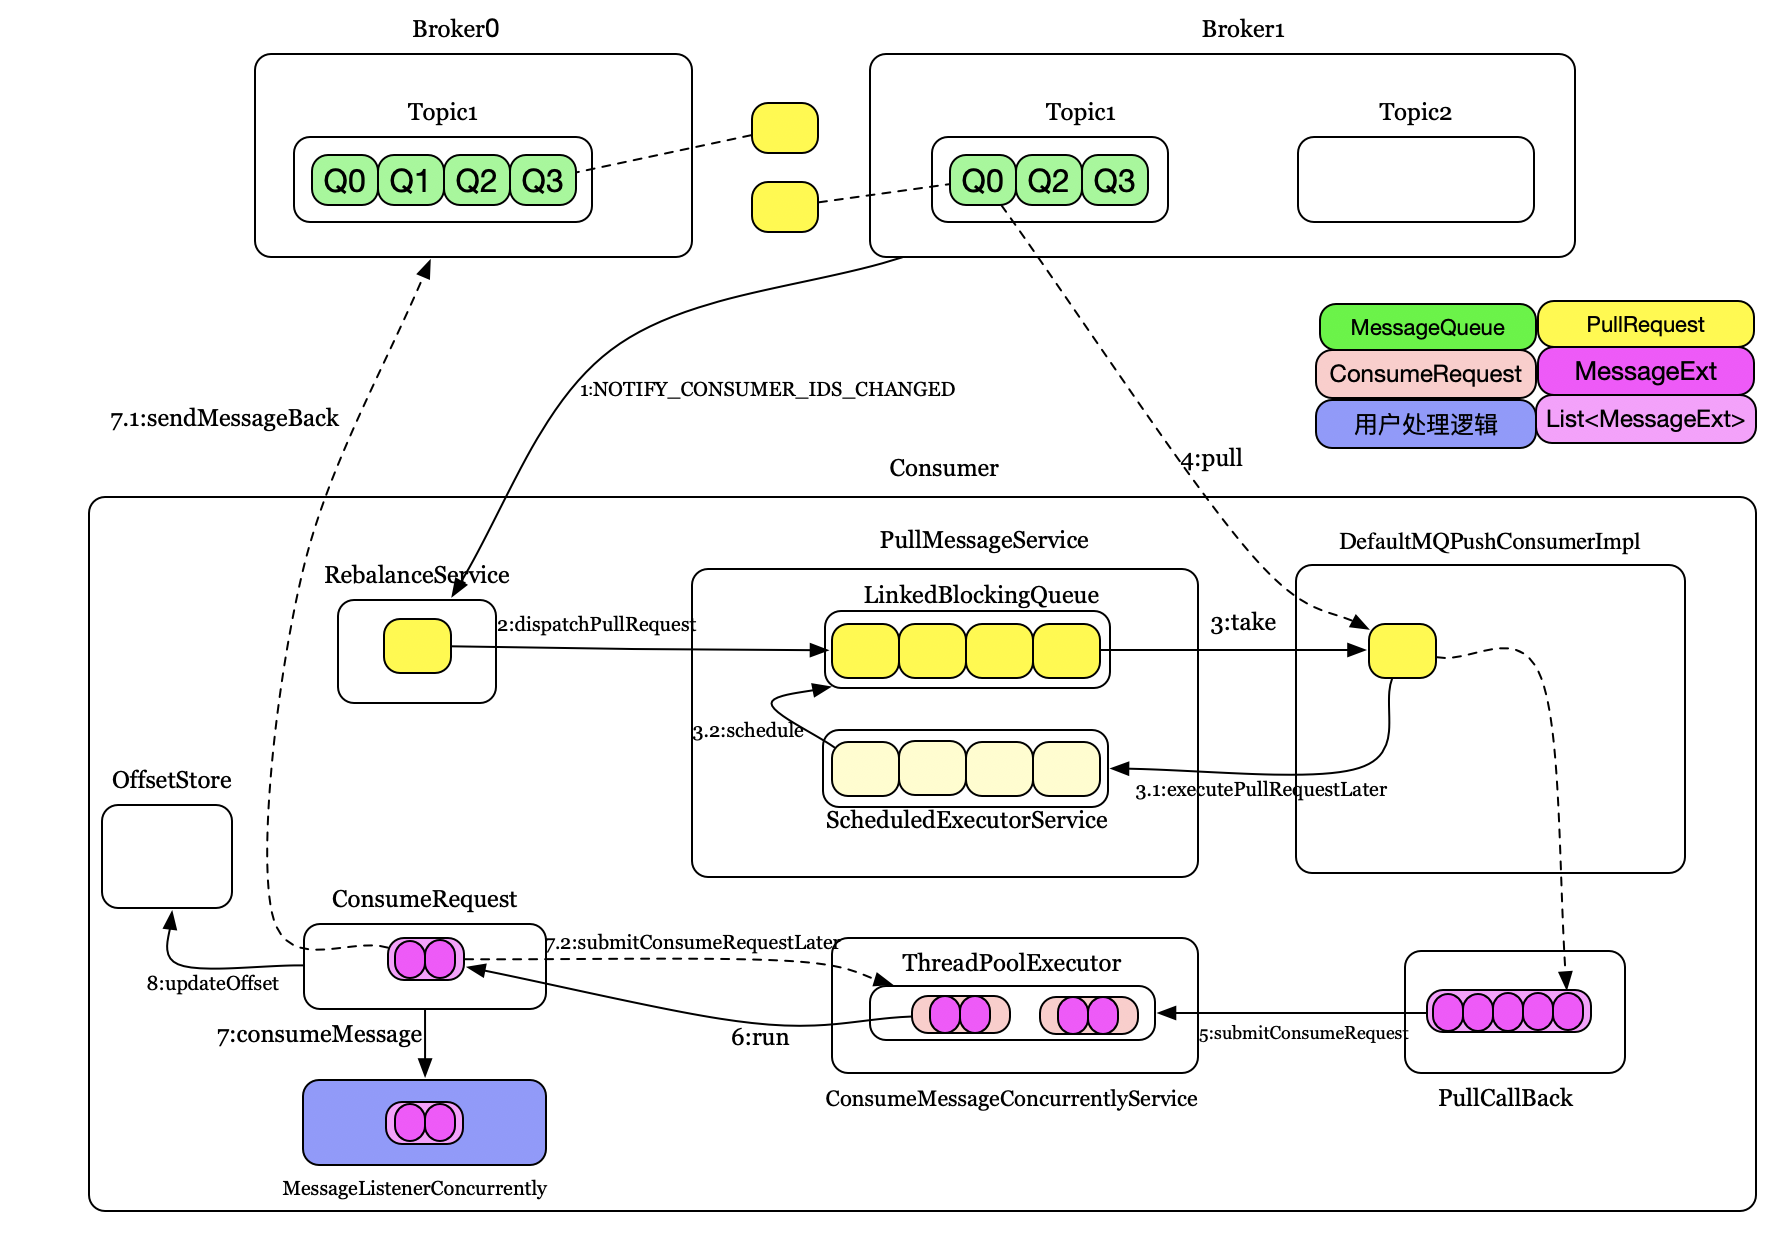 Broker0
Broker1
Topic1
Topic1
Topic2
Q0 Q1 Q2 Q3
Q0 Q2 Q3
MessageQueue
PullRequest
ConsumeRequest
MessageExt
用户处理逻辑
List<MessageExt>
1:NOTIFY_CONSUMER_IDS_CHANGED
7.1:sendMessageBack
4:pull
Consumer
PullMessageService
DefaultMQPushConsumerImpl
RebalanceService
LinkedBlockingQueue
2:dispatchPullRequest
3:take
3.2:schedule
OffsetStore
3.1:executePullRequestLater
ScheduledExecutorService
ConsumeRequest
7.2:submitConsumeRequestLater
ThreadPoolExecutor
8:updateOffset
7:consumeMessage
6:run
5:submitConsumeRequest
ConsumeMessageConcurrentlyService
PullCallBack
MessageListenerConcurrently